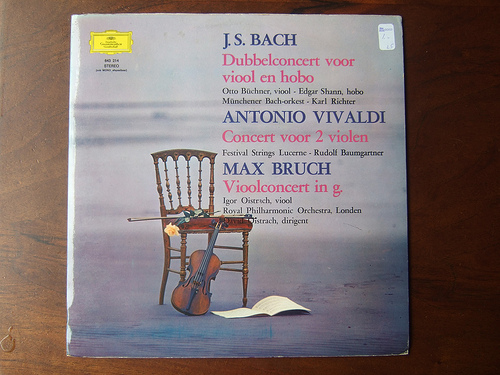 J.S. BACH
Dubbelconcert voor
viool en hobo
Otto Büchner, viool - Edgar Shann, hobo
Münchener Bach-orkest - Karl Richter
ANTONIO VIVALDI
Concert voor 2 violen
Festival Strings Lucerne - Rudolf Baumgartner
MAX BRUCH
Vioolconcert in g.
Igor Oistrach, viool
Royal Philharmonic Orchestra, Londen
David Oistrach, dirigent
STEREO